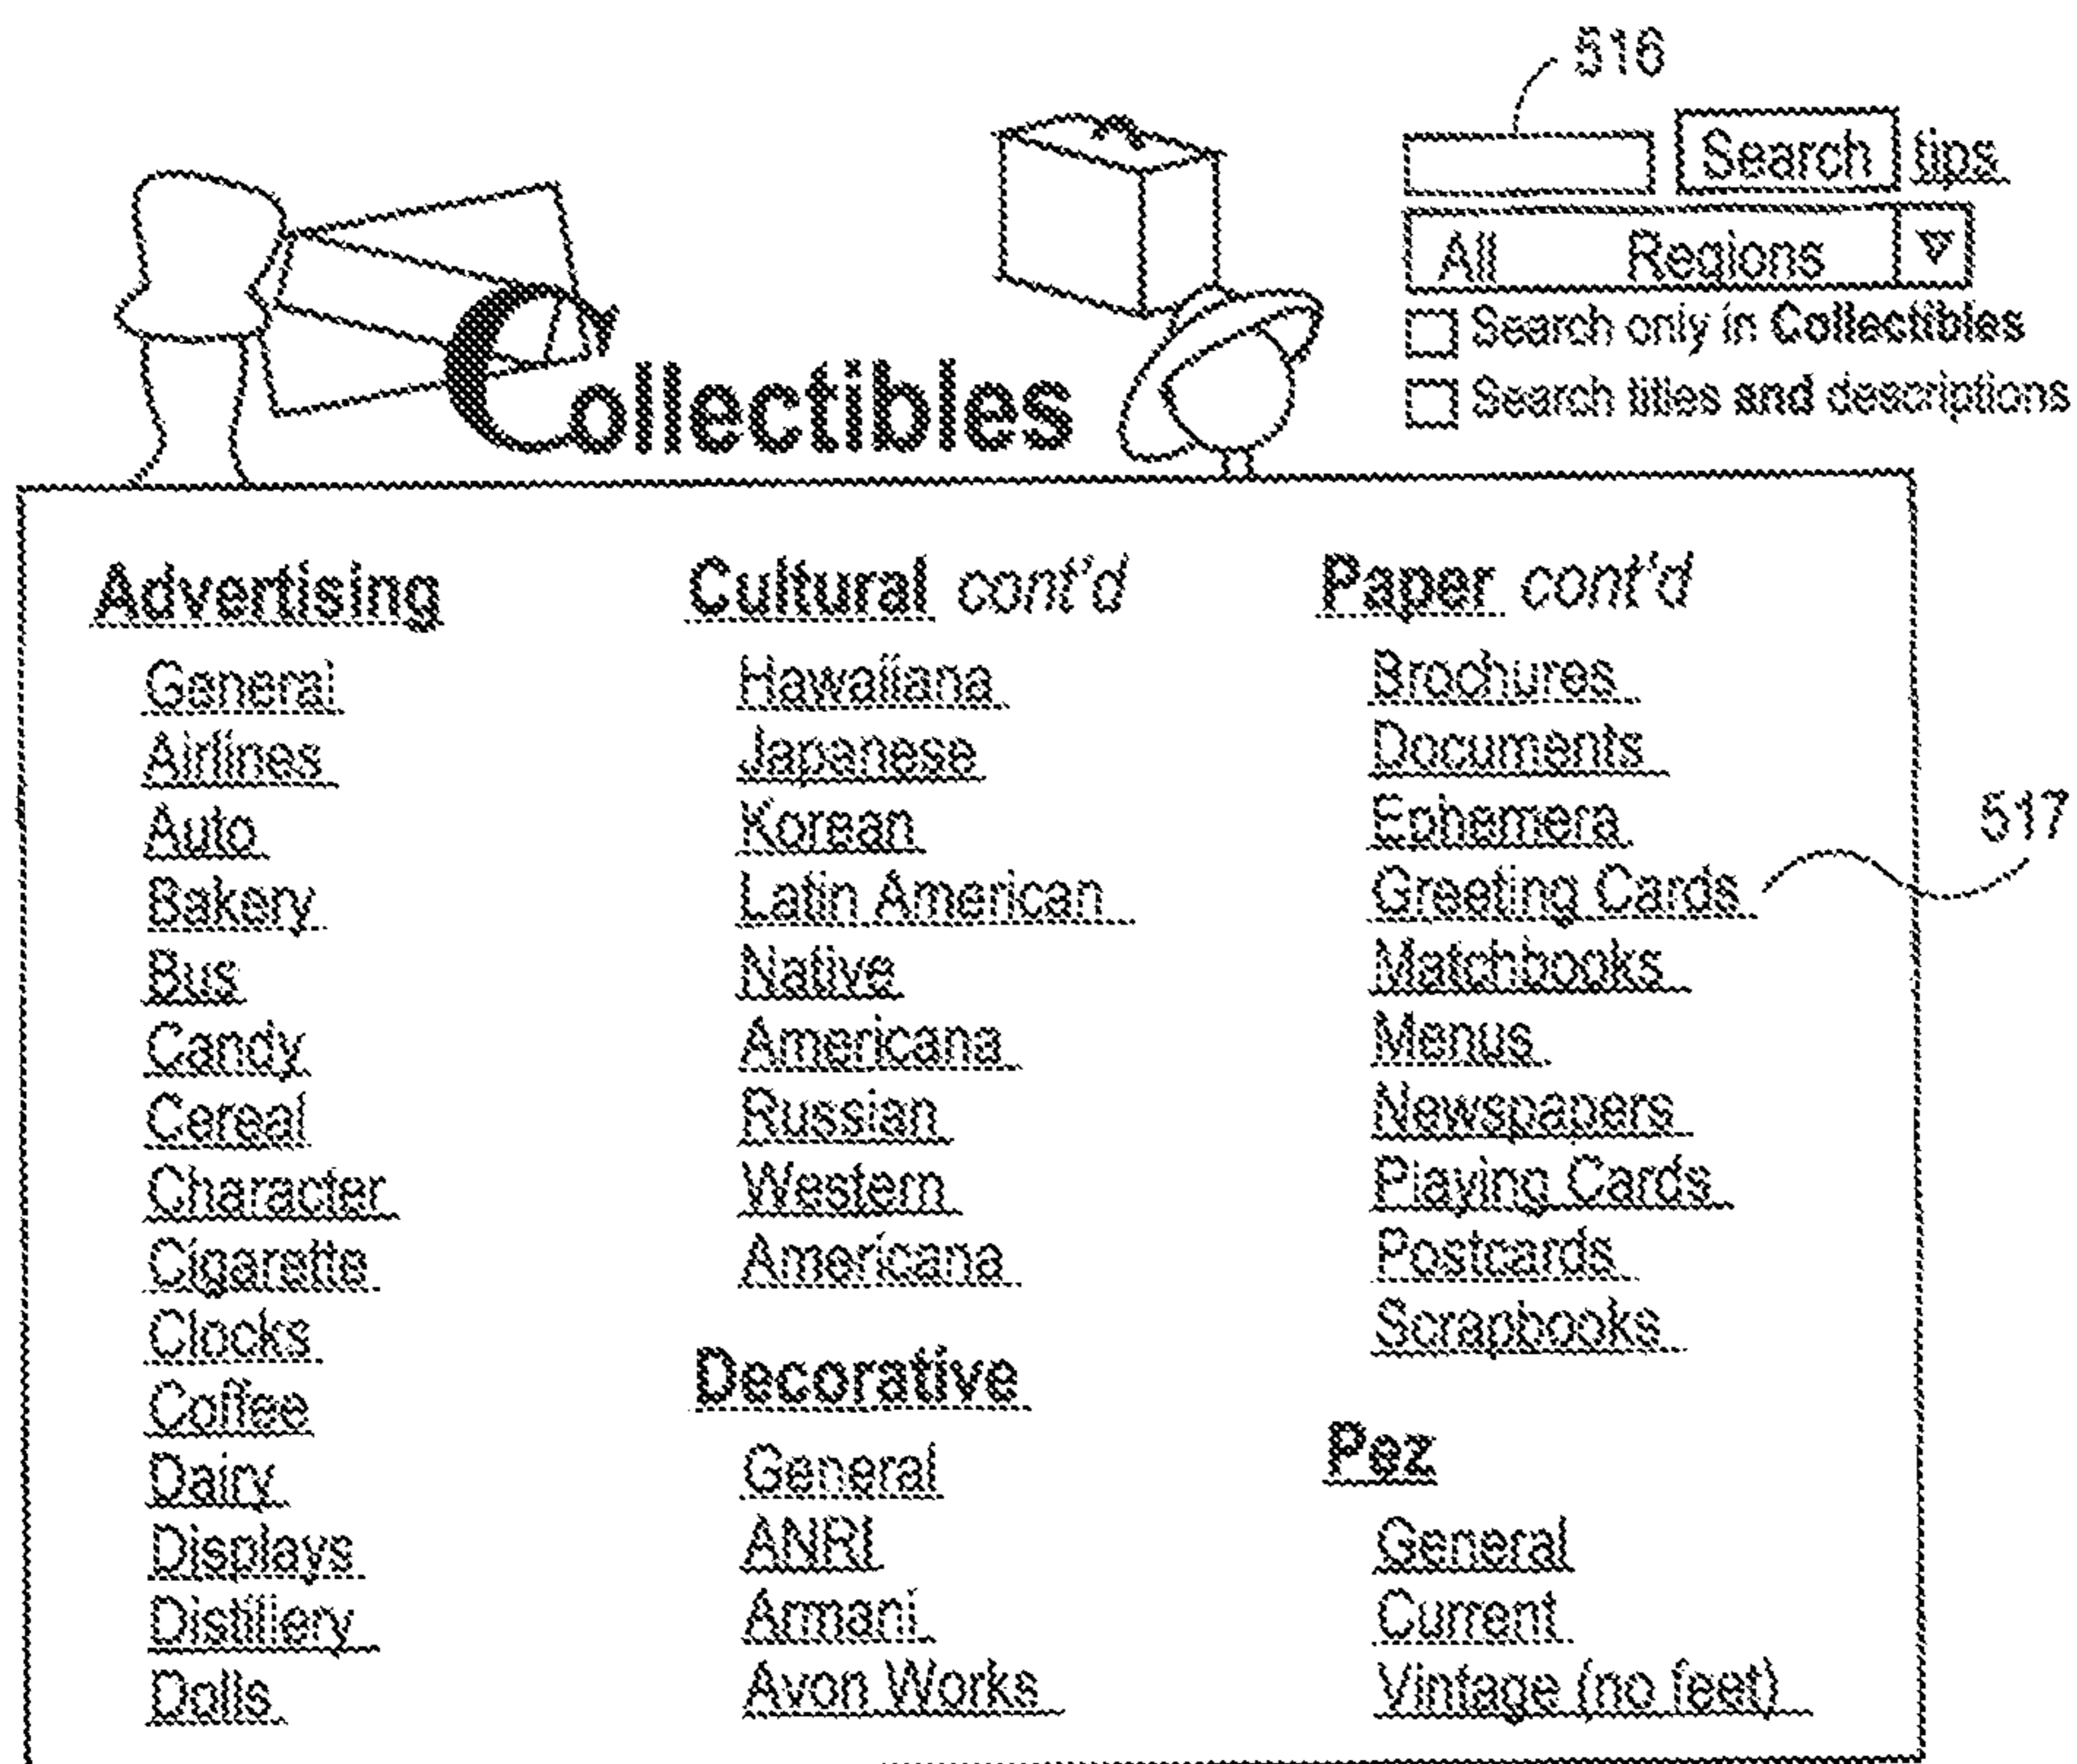 516
Search tips
All Regions
Search only in Collectibles
Search titles and descriptions
Collectibles
Advertising
General
Airlines
Auto
Bakery
Bus
Candy
Cereal
Character
Cigarette
Clocks
Coffee
Dairy
Displays
Distillery
Dolls
Cultural cont'd
Hawaiiana
Japanese
Korean
Latin American
Native
Americana
Russian
Western
Americana
Decorative
General
ANRI
Armani
Avon Works
Paper cont'd
Brochures
Documents
Ephemera
Greeting Cards
517
Matchbooks
Menus
Newspapers
Playing Cards
Postcards
Scrapbooks
Pez
General
Current
Vintage (no feet)